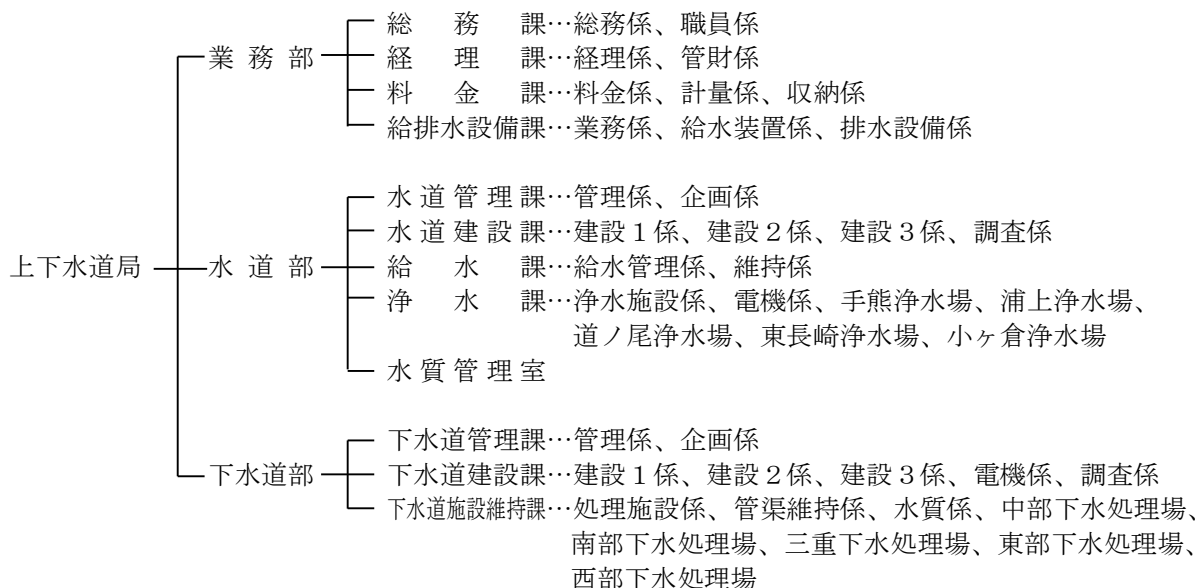 総務課…総務係、職員係
業務部
経理課…経理係、管財係
料金課…料金係、計量係、収納係
給排水設備課…業務係、給水装置係、排水設備係
水道管理課…管理係、企画係
水道建設課…建設１係、建設２係、建設３係、調査係
上下水道局
水道部
給水課…給水管理係、維持係
浄水課…浄水施設係、電機係、手熊浄水場、浦上浄水場、
道ノ尾浄水場、東長崎浄水場、小ヶ倉浄水場
水質管理室
下水道管理課…管理係、企画係
下水道部
下水道建設課…建設１係、建設２係、建設３係、電機係、調査係
下水道施設維持課…処理施設係、管渠維持係、水質係、中部下水処理場、
南部下水処理場、三重下水処理場、東部下水処理場、
西部下水処理場